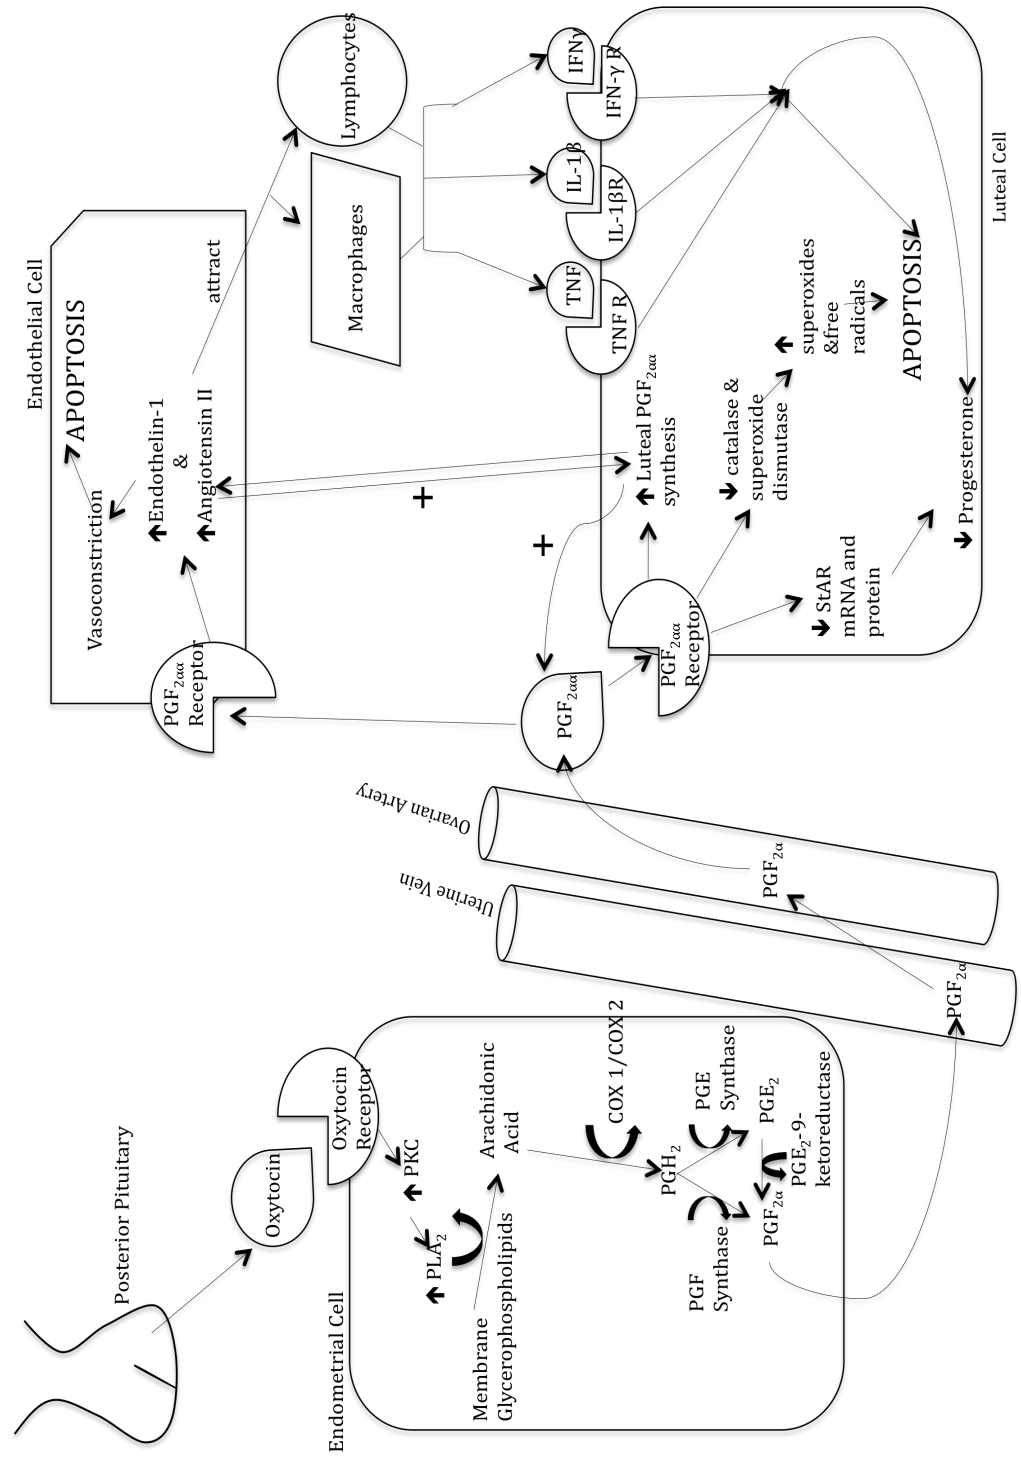 Posterior Pituitary
Oxytocin
Oxytocin
Receptor
Endometrial Cell
🡹 PKC
🡹 PLA₂
Membrane
Glycerophospholipids
Arachidonic
Acid
COX 1/COX 2
PGH₂
PGF
Synthase
PGE
Synthase
PGF₂α
PGE₂
PGE₂-9-
ketoreductase
Uterine Vein
PGF₂α
Ovarian Artery
PGF₂α
PGF₂αα
PGF₂αα
Receptor
Endothelial Cell
APOPTOSIS
Vasoconstriction
🡹Endothelin-1
&
🡹Angiotensin II
attract
Lymphocytes
Macrophages
+
+
PGF₂αα
Receptor
TNF
TNF R
IL-1β
IL-1βR
IFNγ
IFN-γ R
🡹 Luteal PGF₂αα
synthesis
🡻 catalase &
superoxide
dismutase
🡹
superoxides
&free
radicals
APOPTOSIS
🡻 StAR
mRNA and
protein
🡻 Progesterone
Luteal Cell